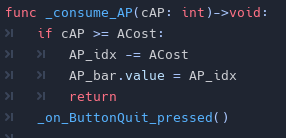 func _consume_AP(cAP: int)->void:
if cAP >= ACost:
AP_idx -= ACost
AP_bar.value = AP_idx
return
_on_ButtonQuit_pressed()